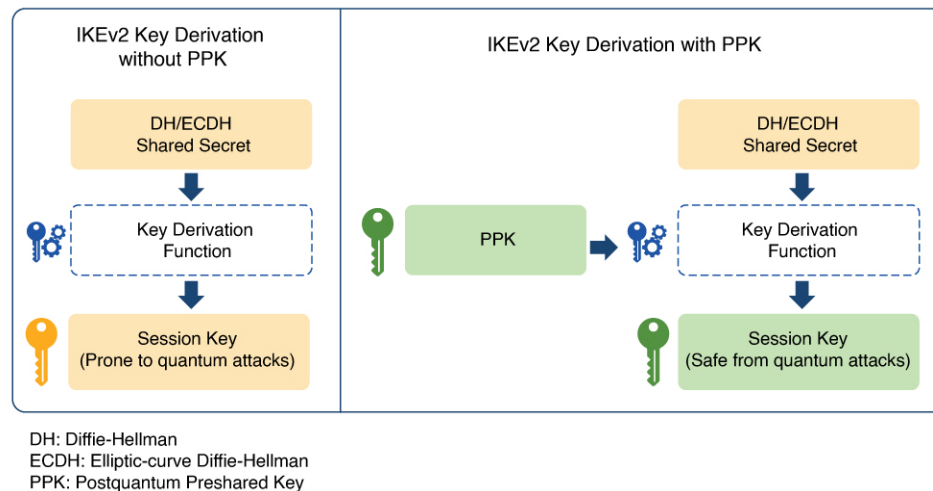 IKEv2 Key Derivation
without PPK
DH/ECDH
Shared Secret
Key Derivation
Function
Session Key
(Prone to quantum attacks)
IKEv2 Key Derivation with PPK
PPK
DH/ECDH
Shared Secret
Key Derivation
Function
Session Key
(Safe from quantum attacks)
DH: Diffie-Hellman
ECDH: Elliptic-curve Diffie-Hellman
PPK: Postquantum Preshared Key